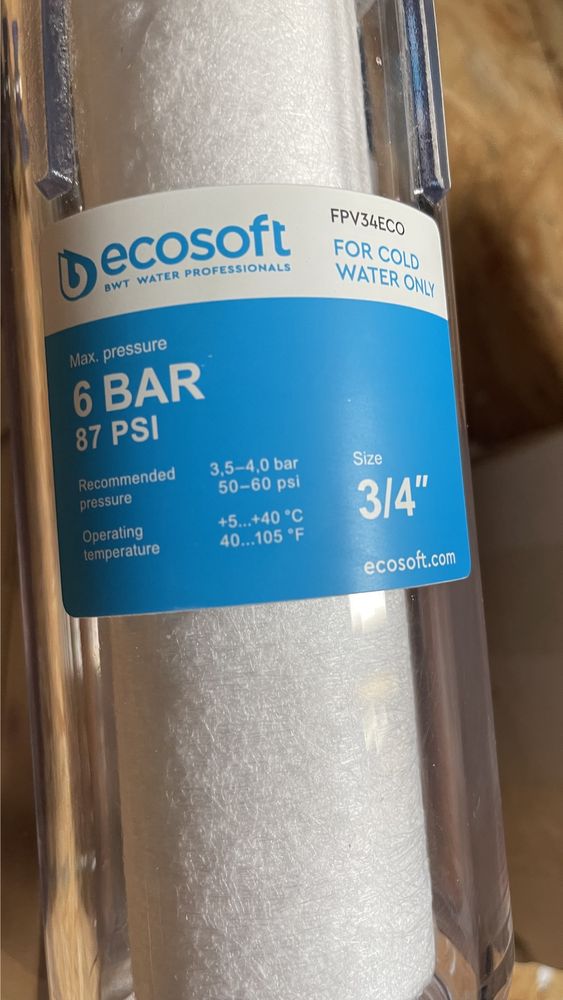 ecosoft
BWT WATER PROFESSIONALS
FPV34ECO
FOR COLD
WATER ONLY
Max. pressure
6 BAR
87 PSI
Recommended
pressure
3,5–4,0 bar
50–60 psi
Operating
temperature
+5...+40 °C
40...105 °F
Size
3/4″
ecosoft.com